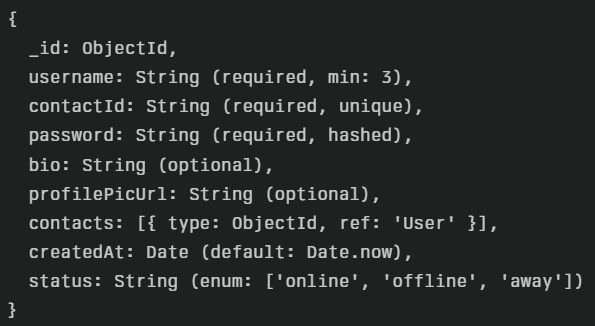 {
  _id: ObjectId,
  username: String (required, min: 3),
  contactId: String (required, unique),
  password: String (required, hashed),
  bio: String (optional),
  profilePicUrl: String (optional),
  contacts: [{ type: ObjectId, ref: 'User' }],
  createdAt: Date (default: Date.now),
  status: String (enum: ['online', 'offline', 'away'])
}